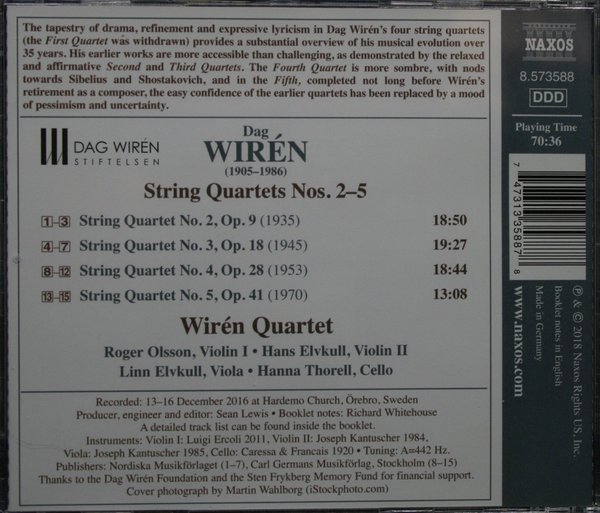 The tapestry of drama, refinement and expressive lyricism in Dag Wirén's four string quartets
(the First Quartet was withdrawn) provides a substantial overview of his musical evolution over
35 years. His earlier works are more accessible than challenging, as demonstrated by the relaxed
and affirmative Second and Third Quartets. The Fourth Quartet is more sombre, with nods
towards Sibelius and Shostakovich, and in the Fifth, completed not long before Wirén's
retirement as a composer, the easy confidence of the earlier quartets has been replaced by a mood
of pessimism and uncertainty.
DAG WIRÉN
STIFTELSEN
Dag
WIRÉN
(1905–1986)
String Quartets Nos. 2–5
1–3 String Quartet No. 2, Op. 9 (1935) 18:50
4–7 String Quartet No. 3, Op. 18 (1945) 19:27
8–12 String Quartet No. 4, Op. 28 (1953) 18:44
13–15 String Quartet No. 5, Op. 41 (1970) 13:08
Wirén Quartet
Roger Olsson, Violin I • Hans Elvkull, Violin II
Linn Elvkull, Viola • Hanna Thorell, Cello
Recorded: 13–16 December 2016 at Hardemo Church, Örebro, Sweden
Producer, engineer and editor: Sean Lewis • Booklet notes: Richard Whitehouse
A detailed track list can be found inside the booklet.
Instruments: Violin I: Luigi Ercoli 2011, Violin II: Joseph Kantuscher 1984,
Viola: Joseph Kantuscher 1985, Cello: Caressa & Francais 1920 • Tuning: A=442 Hz.
Publishers: Nordiska Musikförlaget (1–7), Carl Germans Musikförlag, Stockholm (8–15)
Thanks to the Dag Wirén Foundation and the Sten Frykberg Memory Fund for financial support.
Cover photograph by Martin Wahlborg (iStockphoto.com)
NAXOS
8.573588
DDD
Playing Time
70:36
7 47313 35887 8
℗ & © 2018 Naxos Rights US, Inc.
Booklet notes in English
Made in Germany
www.naxos.com